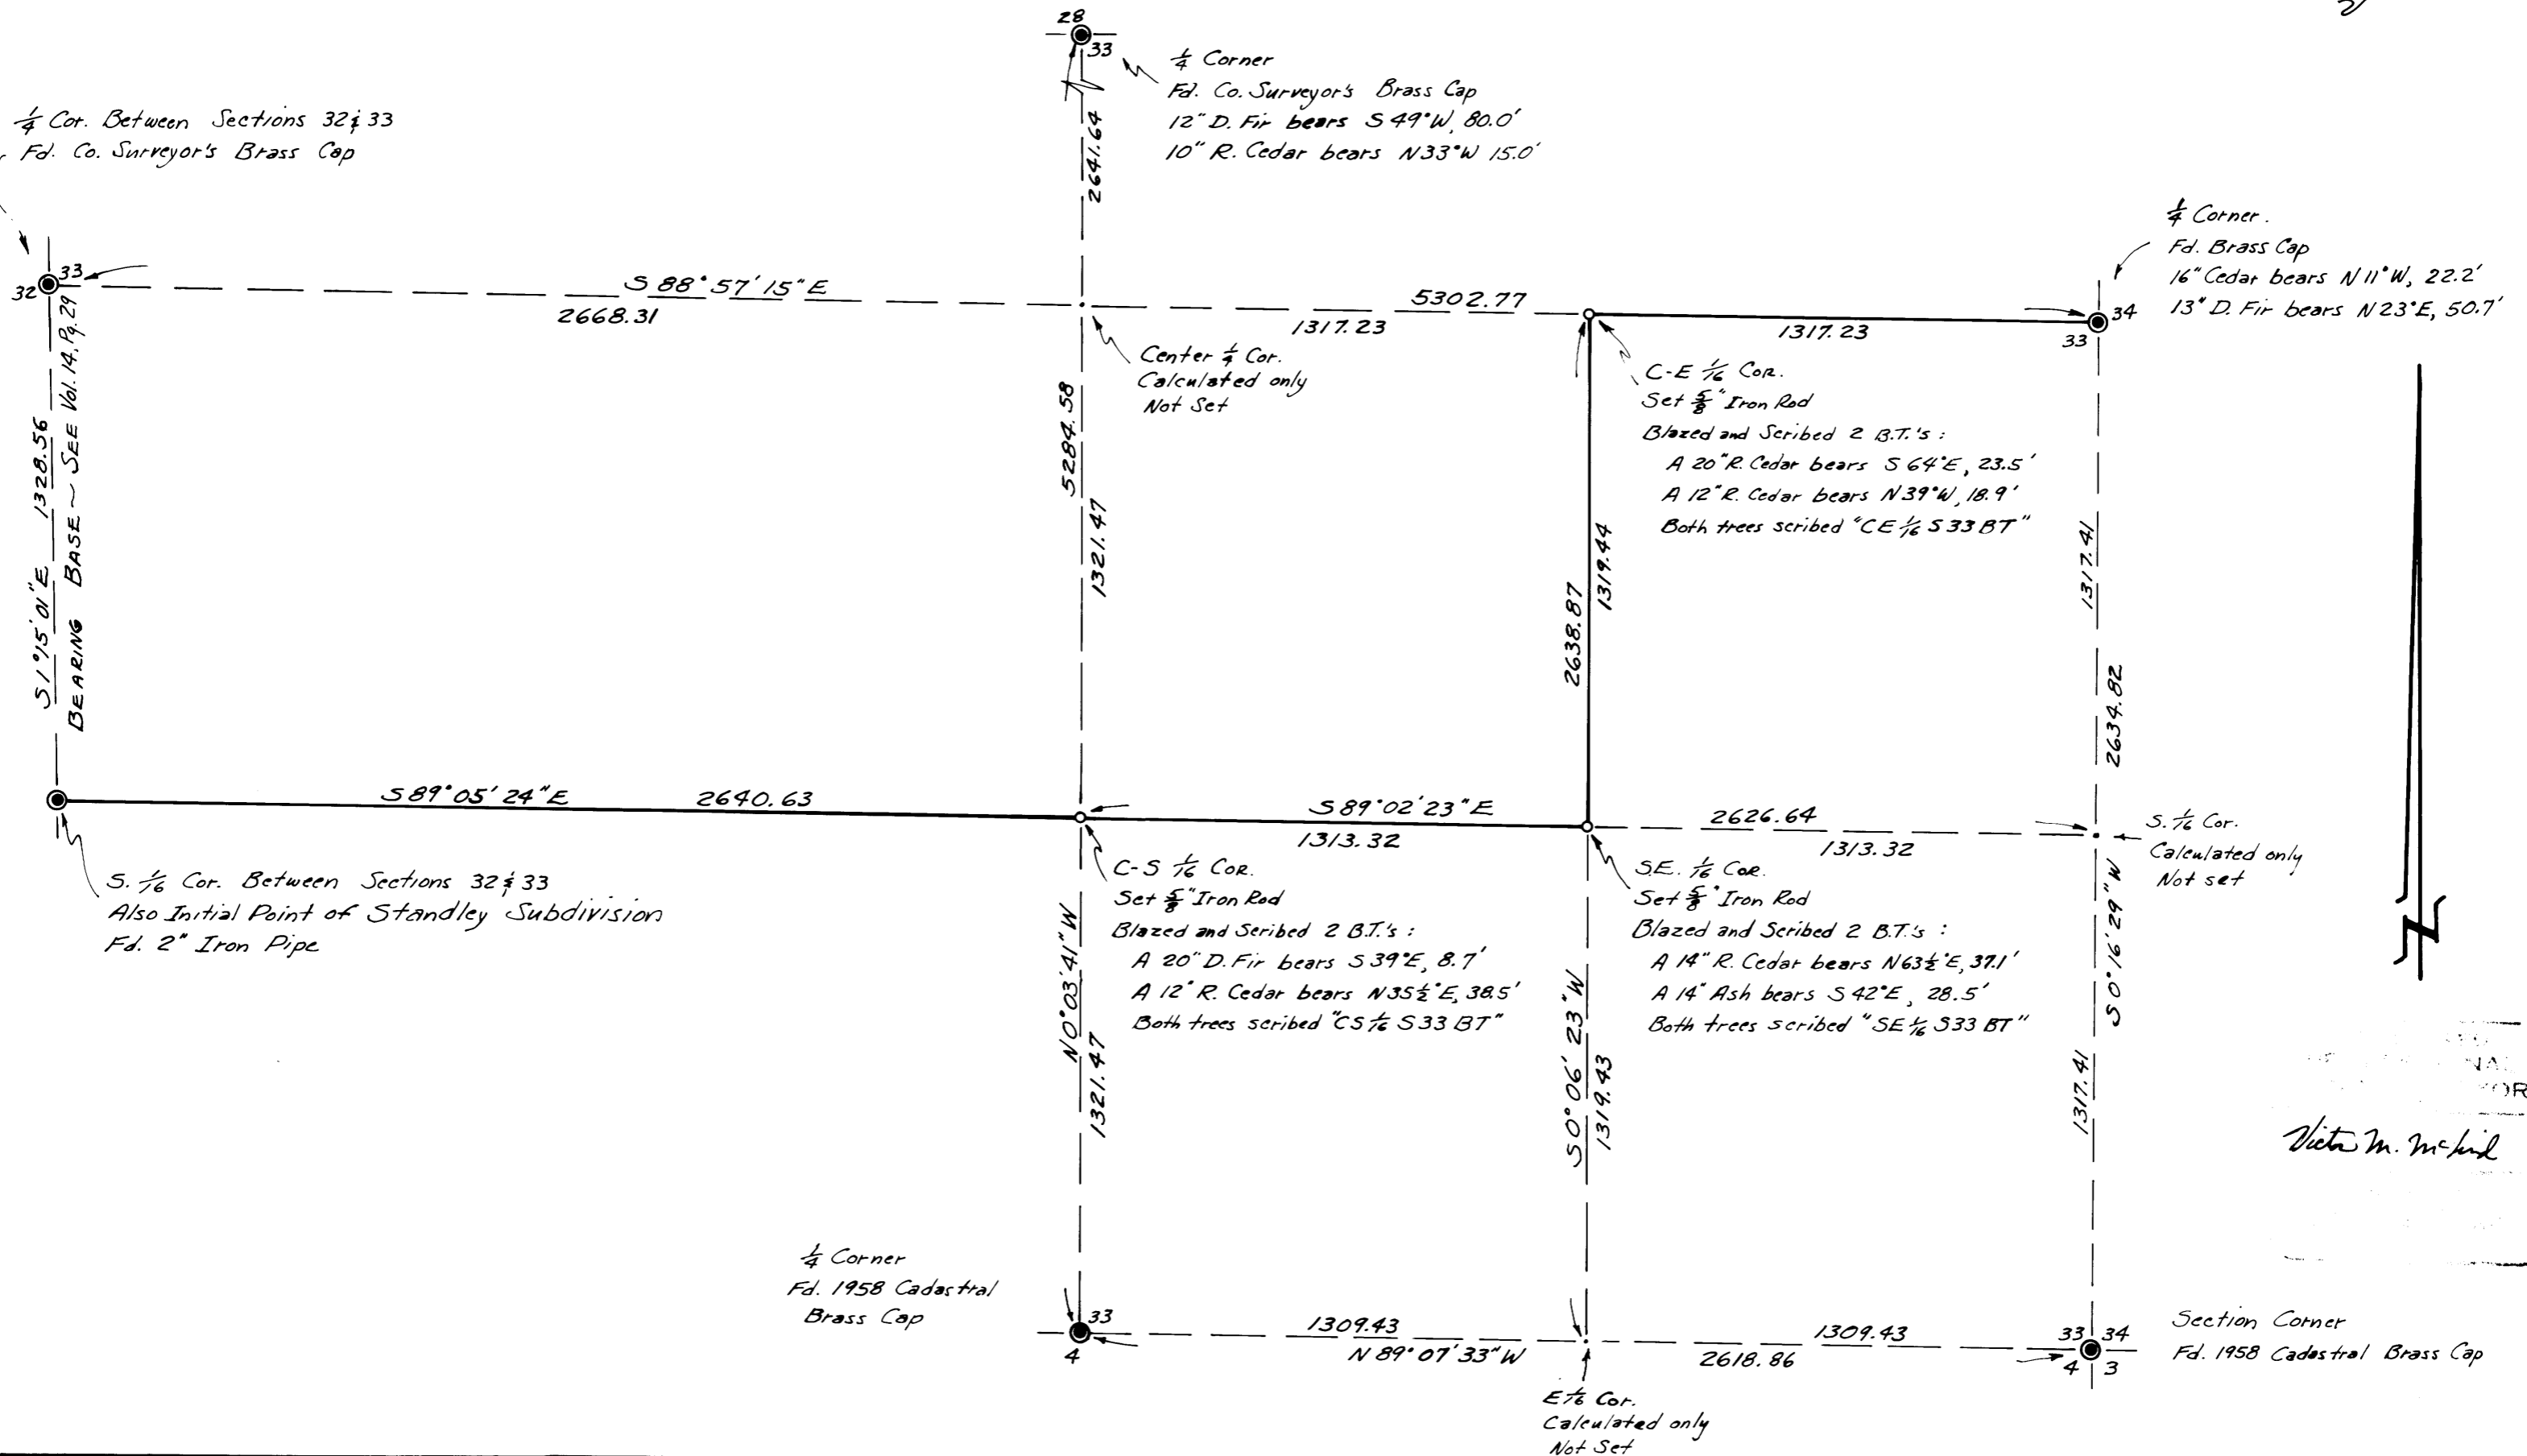 28
33
1/4 Corner
Fd. Co. Surveyor's Brass Cap
12" D. Fir bears S 49°W, 80.0'
10" R. Cedar bears N33°W 15.0'
1/4 Cor. Between Sections 32 & 33
Fd. Co. Surveyor's Brass Cap
2641.64
1/4 Corner.
Fd. Brass Cap
16" Cedar bears N 11°W, 22.2'
13" D. Fir bears N 23°E, 50.7'
33
32
S 88°57'15"E
2668.31
5302.77
1317.23
1317.23
34
33
Center 1/4 Cor.
Calculated only
Not Set
C-E 1/16 COR.
Set 5/8" Iron Rod
Blazed and Scribed 2 B.T.'s :
A 20" R. Cedar bears S 64°E, 23.5'
A 12" R. Cedar bears N39°W, 18.9'
Both trees scribed "CE 1/16 S 33 BT"
S 1°15'01"E 1328.56
BEARING BASE ~ SEE Vol. 14, Pg. 29
5284.58
1321.47
2638.87
1319.44
1317.41
2634.82
S 89°05'24"E 2640.63
S 89°02'23"E
1313.32
2626.64
1313.32
S. 1/16 Cor.
Calculated only
Not set
S. 1/16 Cor. Between Sections 32 & 33
Also Initial Point of Standley Subdivision
Fd. 2" Iron Pipe
C-S 1/16 COR.
Set 5/8" Iron Rod
Blazed and Scribed 2 B.T.'s :
A 20" D. Fir bears S 39°E, 8.7'
A 12" R. Cedar bears N35½°E, 38.5'
Both trees scribed "CS 1/16 S33 BT"
SE. 1/16 COR.
Set 5/8" Iron Rod
Blazed and Scribed 2 B.T.'s :
A 14" R. Cedar bears N63½°E, 37.1'
A 14" Ash bears S 42°E, 28.5'
Both trees scribed "SE 1/16 S33 BT"
N 0°03'41" W
1321.47
S 0°06'23" W
1319.43
S 0°16'29" W
1317.41
N
1/4 Corner
Fd. 1958 Cadastral
Brass Cap
33
4
1309.43
N 89°07'33" W
1309.43
2618.86
33 34
4 3
Section Corner
Fd. 1958 Cadastral Brass Cap
E 1/16 Cor.
Calculated only
Not Set